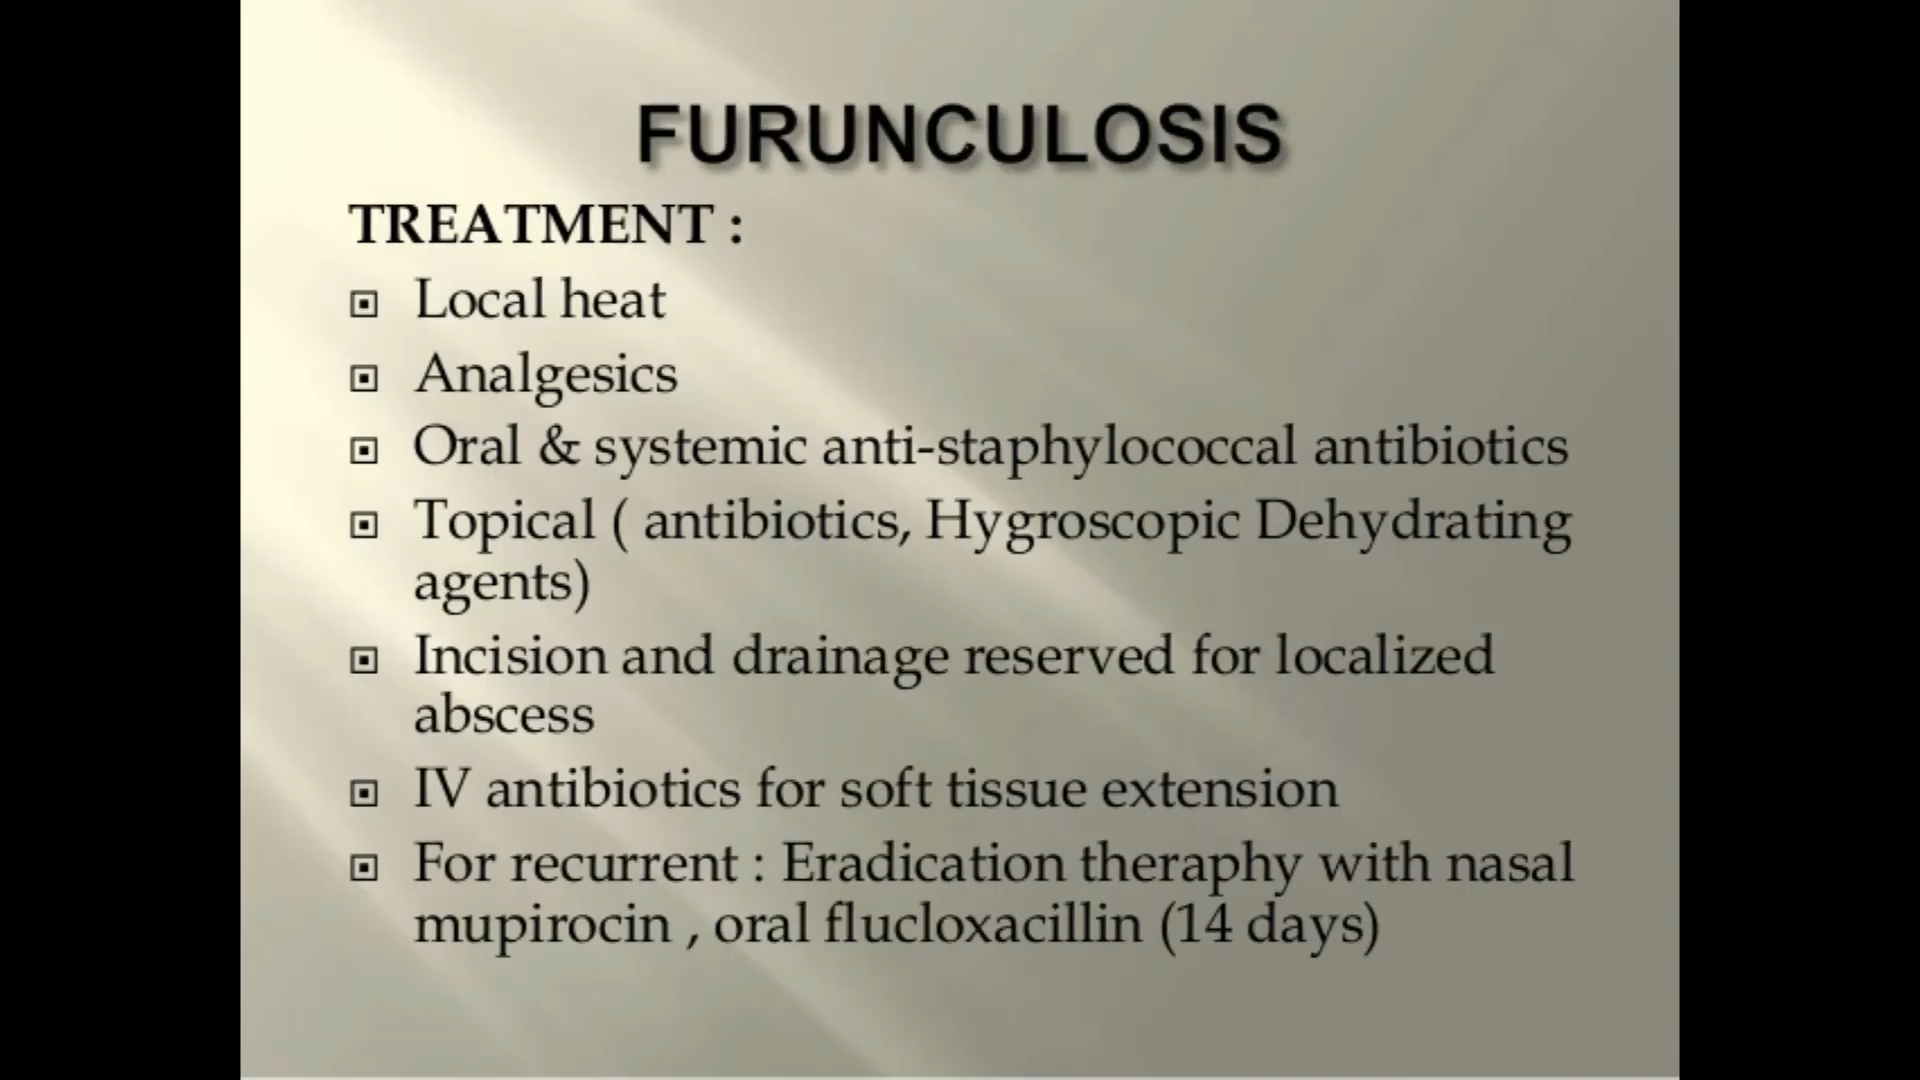 FURUNCULOSIS
TREATMENT :
Local heat
Analgesics
Oral & systemic anti-staphylococcal antibiotics
Topical ( antibiotics, Hygroscopic Dehydrating
agents)
Incision and drainage reserved for localized
abscess
IV antibiotics for soft tissue extension
For recurrent : Eradication theraphy with nasal
mupirocin , oral flucloxacillin (14 days)